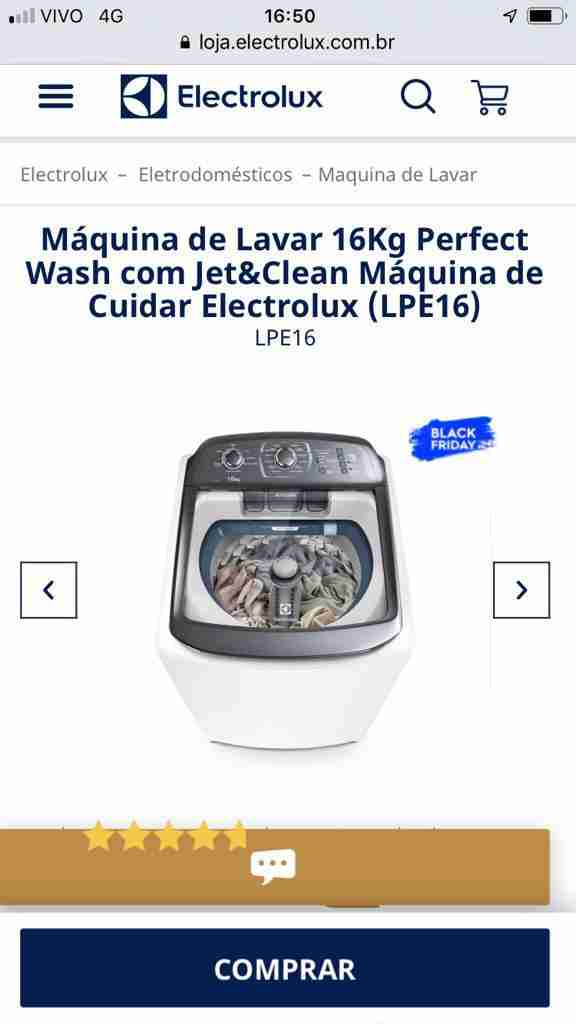 VIVO 4G 16:50
loja.electrolux.com.br
Electrolux
Electrolux – Eletrodomésticos – Maquina de Lavar
Máquina de Lavar 16Kg Perfect
Wash com Jet&Clean Máquina de
Cuidar Electrolux (LPE16)
LPE16
BLACK
FRIDAY
COMPRAR